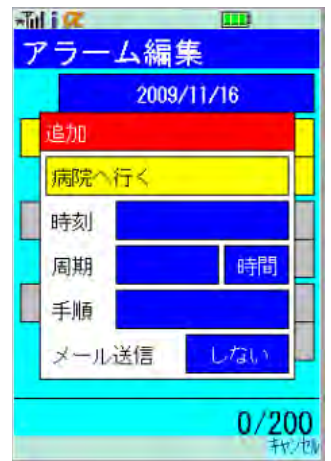 アラーム編集
2009/11/16
追加
病院へ行く
時刻
周期 時間
手順
メール送信 しない
0/200
キャンセル